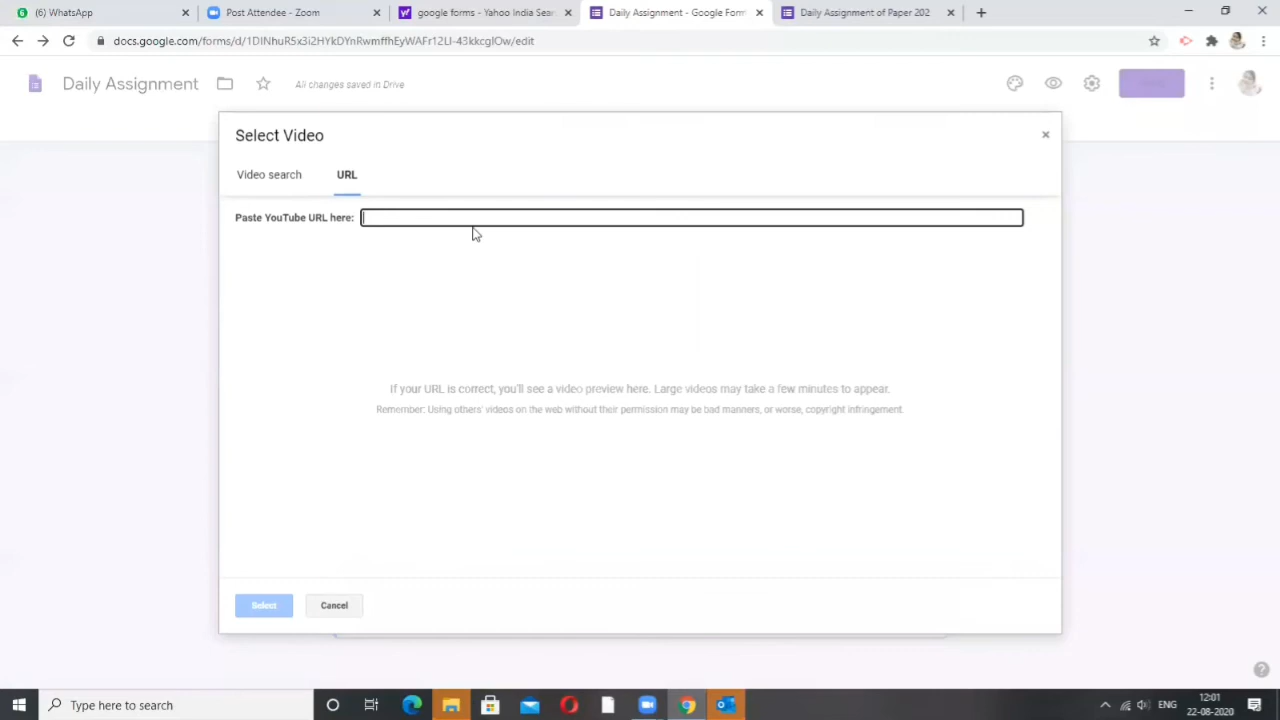 (6) WhatsApp
Post Attendee - Zoom
google forms - Yahoo India Sear
Daily Assignment - Google Form
Daily Assignment of Paper 202
docs.google.com/forms/d/1DINhuR5x3i2HYkDYnRwmffhEyWAFr12LI-43kkcglOw/edit
Daily Assignment
All changes saved in Drive
Select Video
Video search
URL
Paste YouTube URL here:
If your URL is correct, you'll see a video preview here. Large videos may take a few minutes to appear.
Remember: Using others' videos on the web without their permission may be bad manners, or worse, copyright infringement.
Select
Cancel
Type here to search
ENG
12:01
22-08-2020